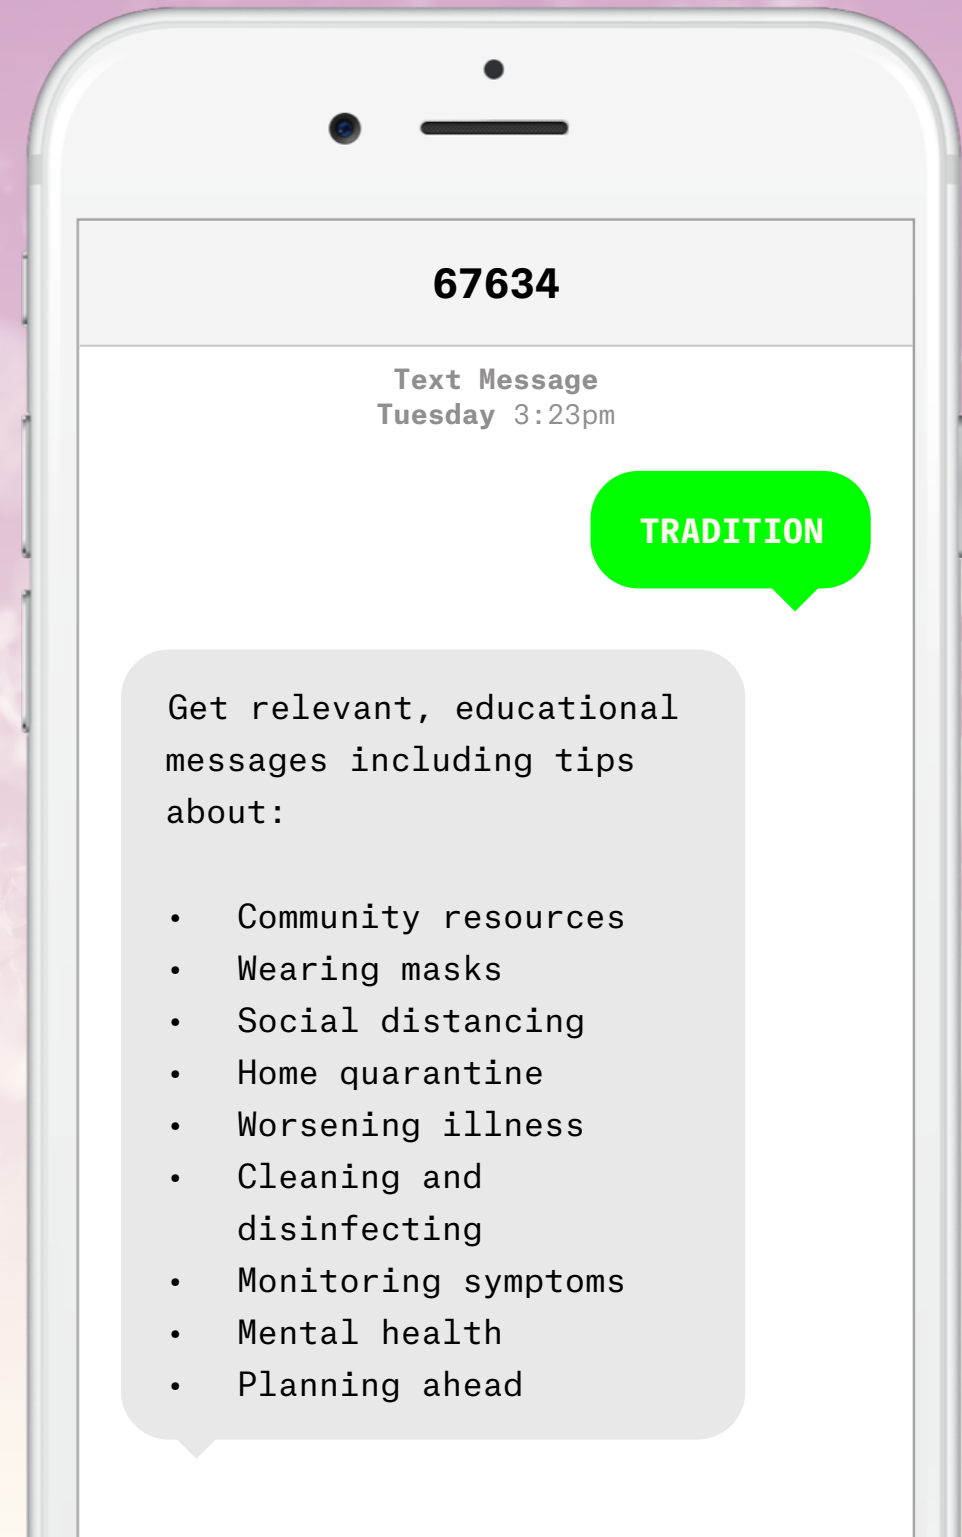 67634
Text Message
Tuesday 3:23pm
TRADITION
Get relevant, educational
messages including tips
about:
• Community resources
• Wearing masks
• Social distancing
• Home quarantine
• Worsening illness
• Cleaning and
disinfecting
• Monitoring symptoms
• Mental health
• Planning ahead